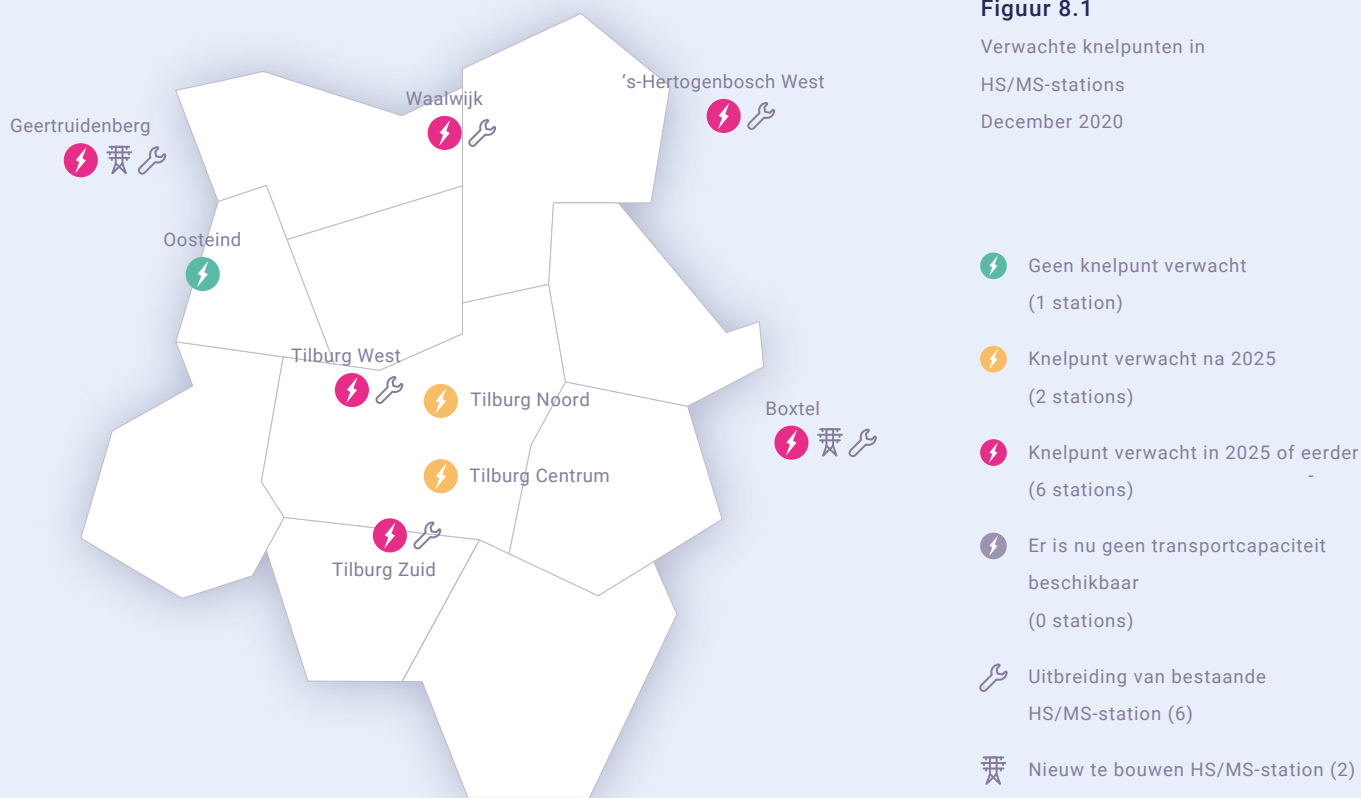 Figuur 8.1
Verwachte knelpunten in
HS/MS-stations
December 2020
's-Hertogenbosch West
Waalwijk
Geertruidenberg
Oosteind
Tilburg West
Tilburg Noord
Boxtel
Tilburg Centrum
Tilburg Zuid
Geen knelpunt verwacht
(1 station)
Knelpunt verwacht na 2025
(2 stations)
Knelpunt verwacht in 2025 of eerder
-
(6 stations)
Er is nu geen transportcapaciteit
beschikbaar
(0 stations)
Uitbreiding van bestaande
HS/MS-station (6)
Nieuw te bouwen HS/MS-station (2)